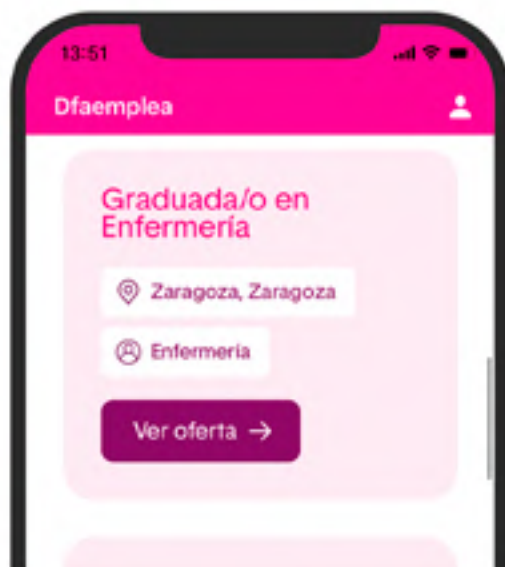 13:51
Dfaemplea
Graduada/o en
Enfermería
Zaragoza, Zaragoza
Enfermería
Ver oferta →